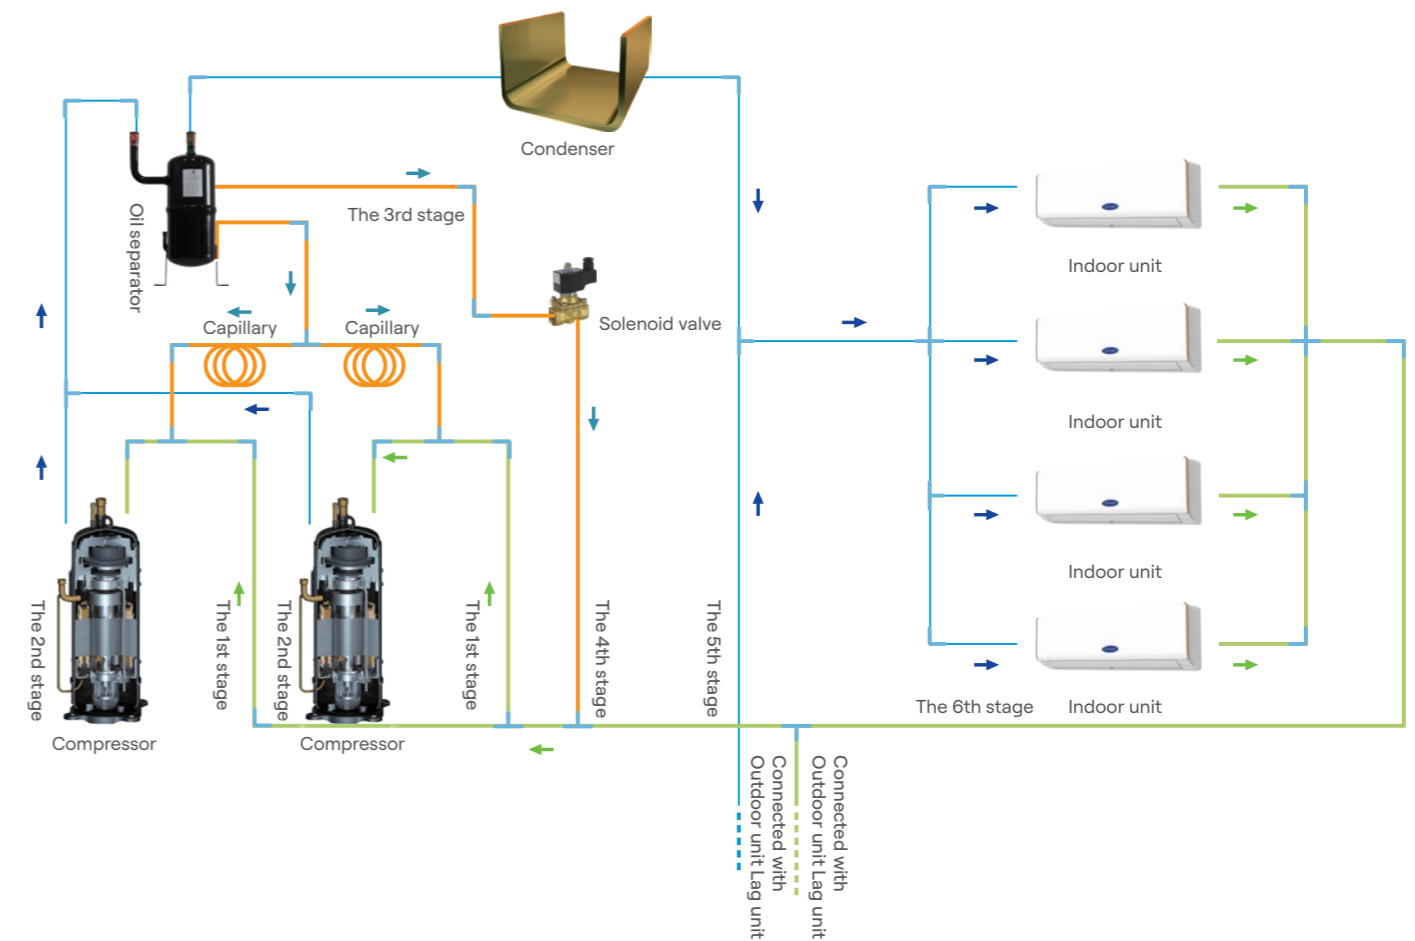 Condenser
The 3rd stage
Oil separator
Indoor unit
Capillary
Capillary
Solenoid valve
Indoor unit
Indoor unit
The 2nd stage
The 1st stage
The 2nd stage
The 1st stage
The 4th stage
The 5th stage
The 6th stage
Indoor unit
Compressor
Compressor
Connected with
Outdoor unit Lag unit
Connected with
Outdoor unit Lag unit